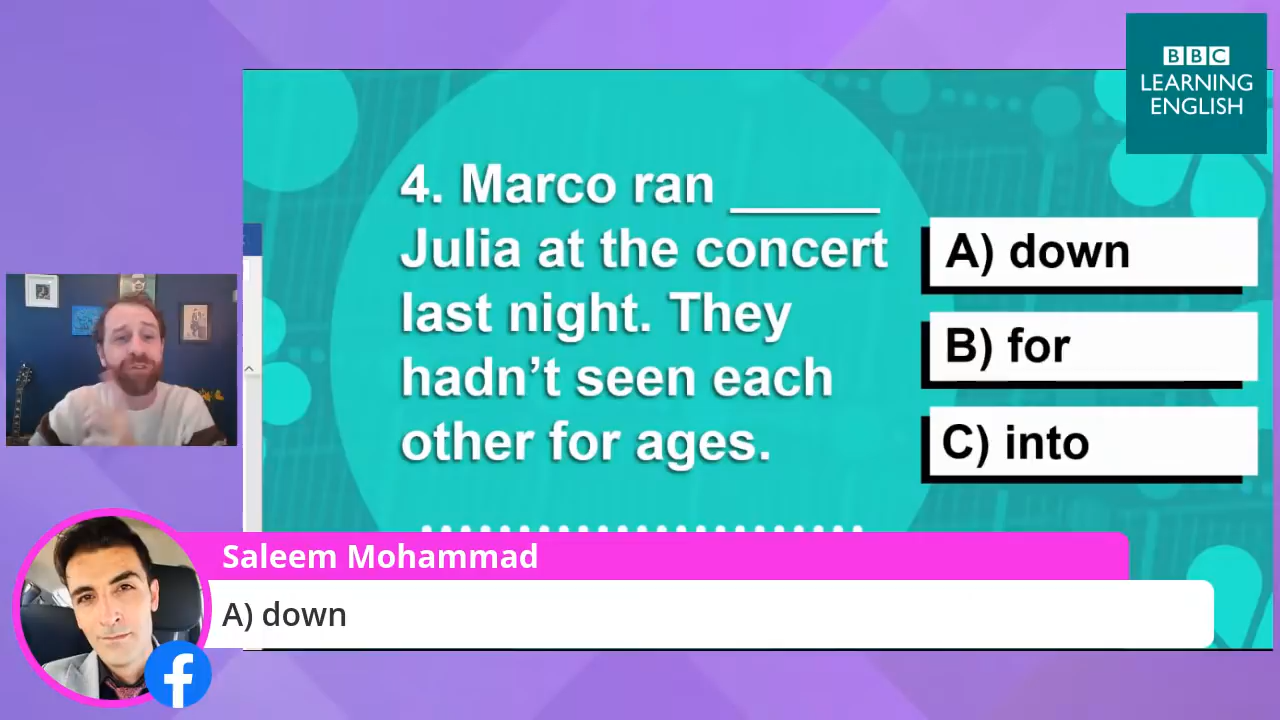 BBC
LEARNING
ENGLISH
4. Marco ran _____
Julia at the concert
last night. They
hadn’t seen each
other for ages.
A) down
B) for
C) into
Saleem Mohammad
A) down